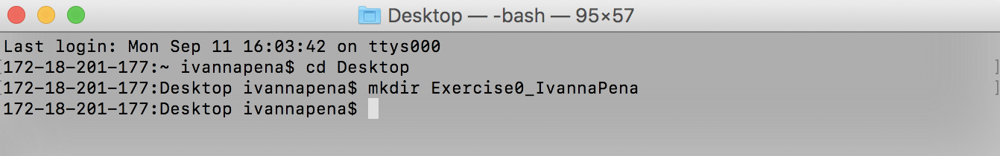 Desktop — -bash — 95×57
Last login: Mon Sep 11 16:03:42 on ttys000
[172-18-201-177:~ ivannapena$ cd Desktop ]
[172-18-201-177:Desktop ivannapena$ mkdir Exercise0_IvannaPena ]
172-18-201-177:Desktop ivannapena$